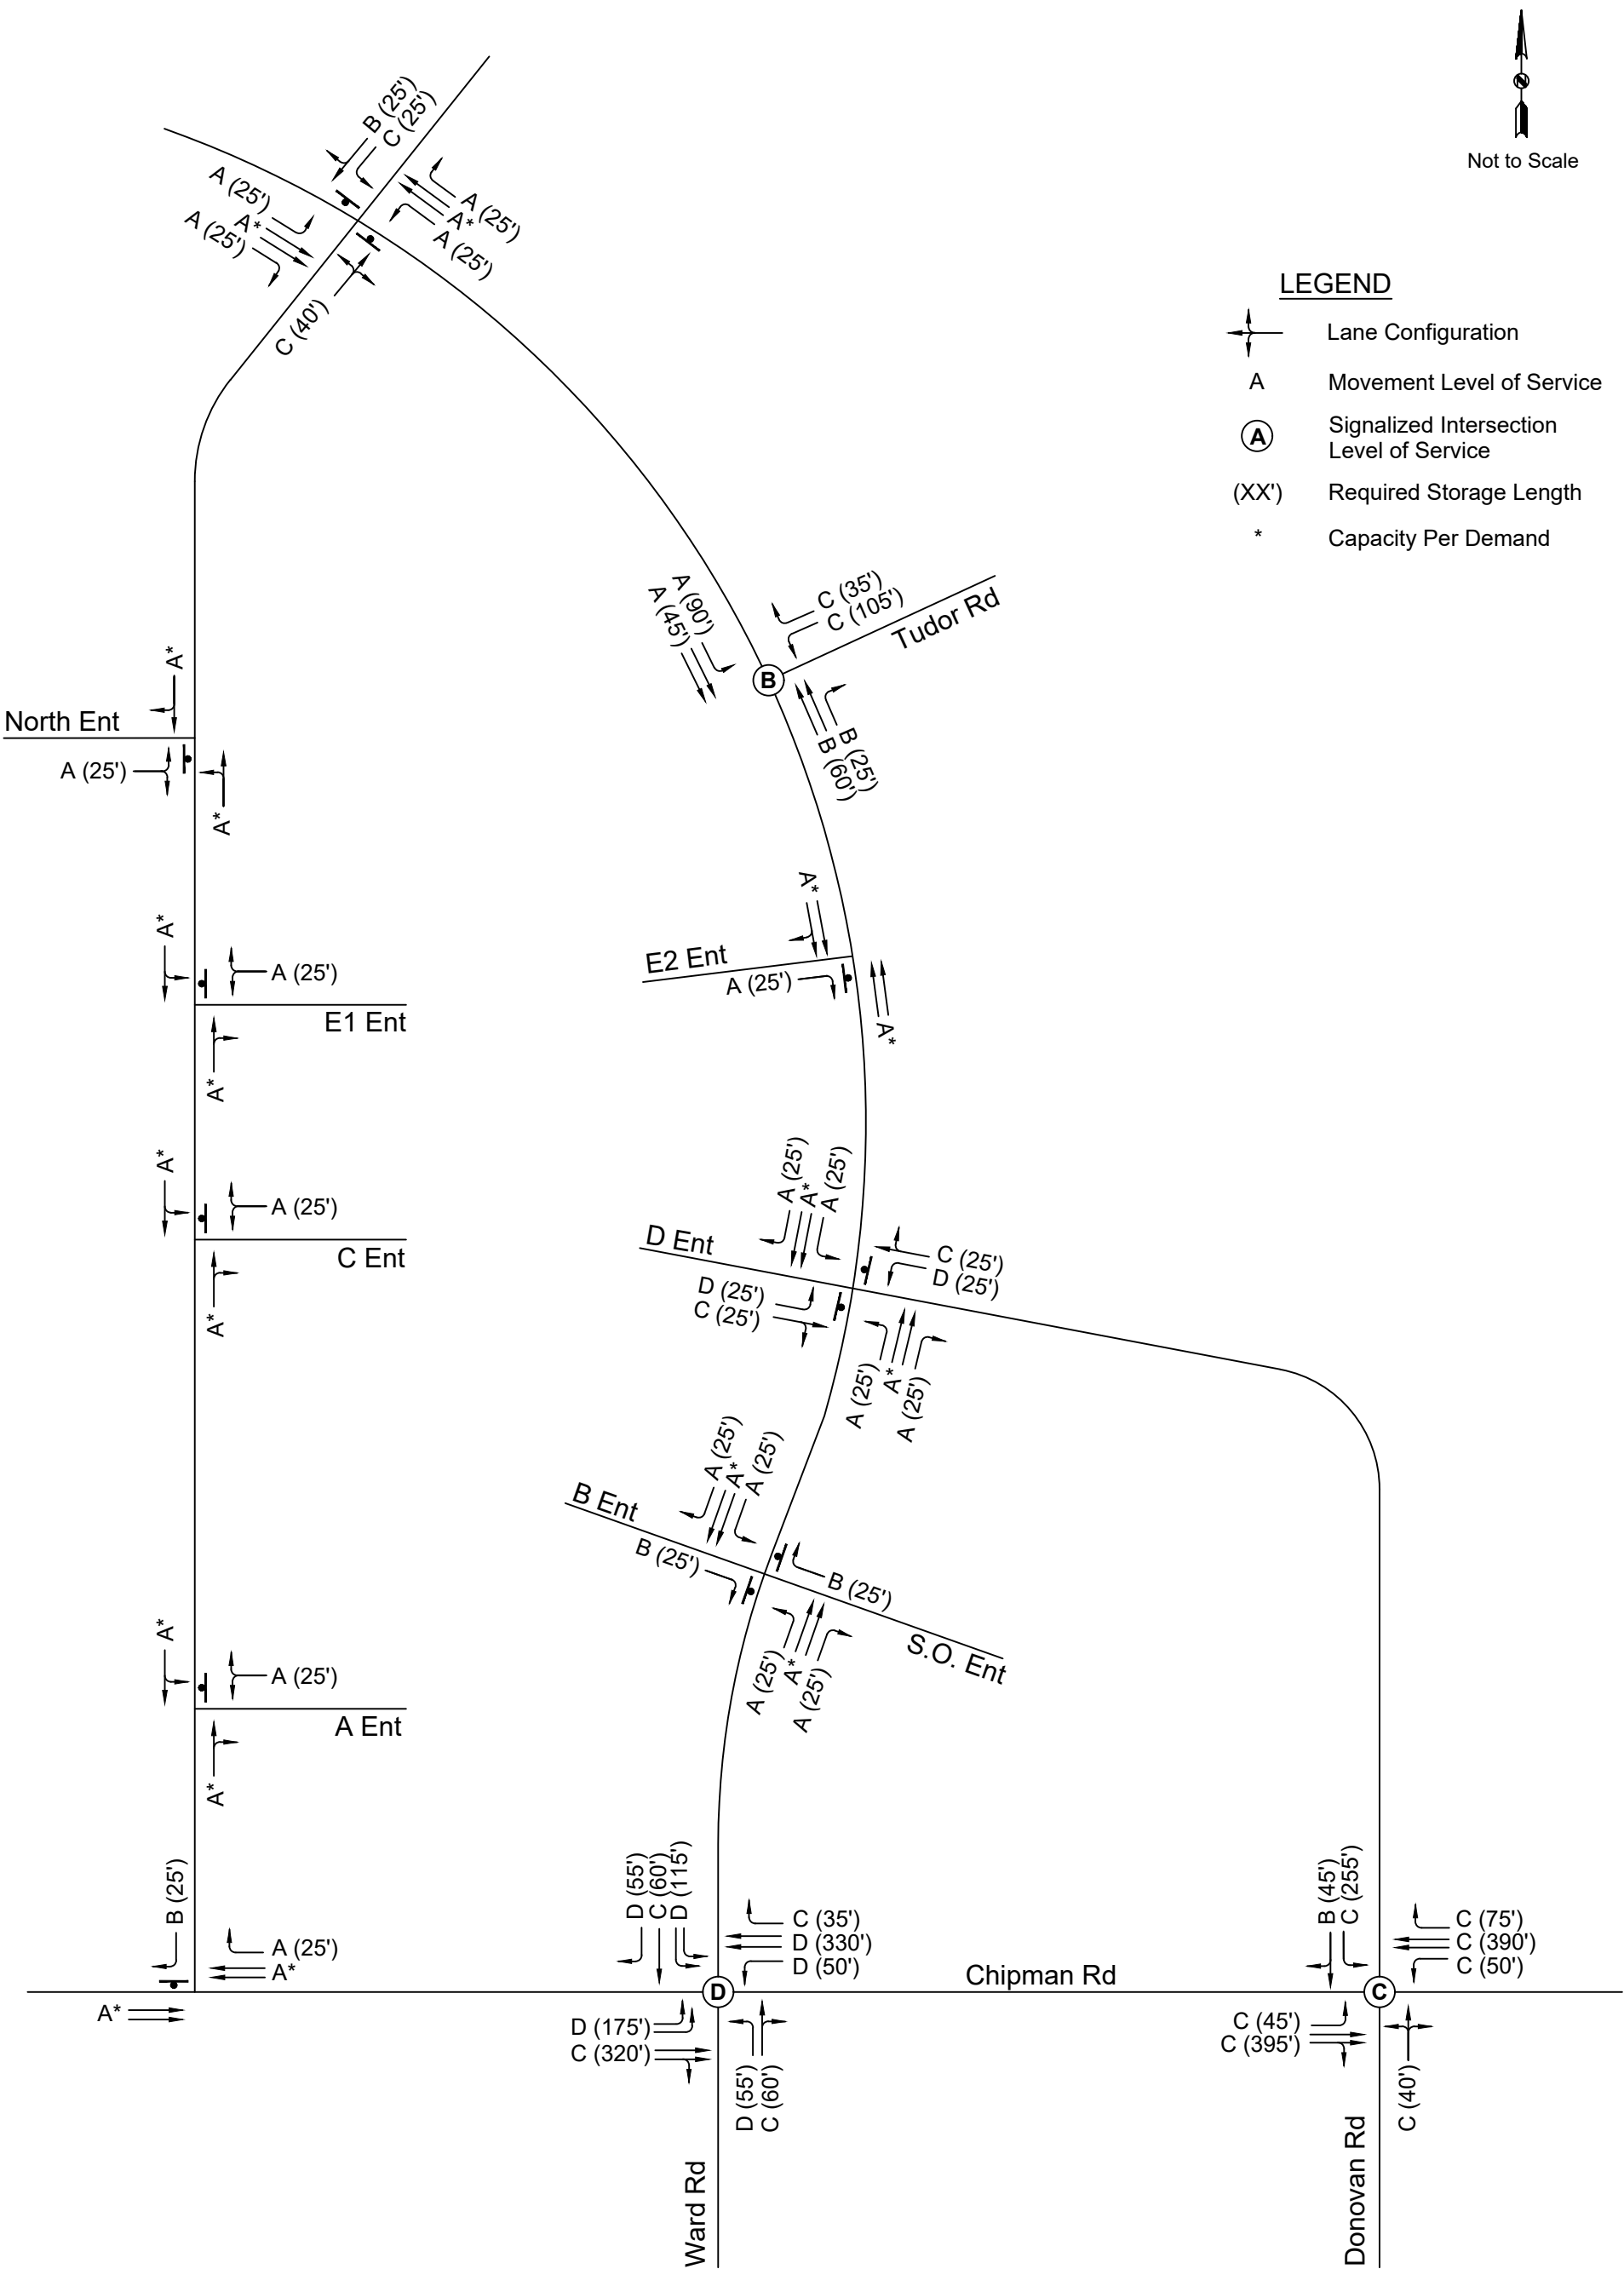 N
Not to Scale
B (25')
C (25')
A (25')
A*
A (25')
A (25')
A*
A (25')
C (40')
LEGEND
Lane Configuration
A Movement Level of Service
A Signalized Intersection
Level of Service
(XX') Required Storage Length
* Capacity Per Demand
A (90')
A (45')
C (35')
C (105')
Tudor Rd
B
B (25')
B (60')
A*
North Ent
A (25')
A*
A*
E2 Ent
A (25')
A*
A*
A (25')
E1 Ent
A*
A (25')
A*
A (25')
D Ent
C (25')
D (25')
D (25')
C (25')
A (25')
A*
A (25')
A*
A (25')
C Ent
A*
A (25')
A*
A (25')
B Ent
B (25')
B (25')
S.O. Ent
A (25')
A*
A (25')
A*
A (25')
A Ent
A*
B (25')
A (25')
A*
A*
D (55')
C (60')
D (115')
C (35')
D (330')
D (50')
D
Chipman Rd
D (175')
C (320')
D (55')
C (60')
Ward Rd
B (45')
C (255')
C (75')
C (390')
C (50')
C
C (45')
C (395')
C (40')
Donovan Rd